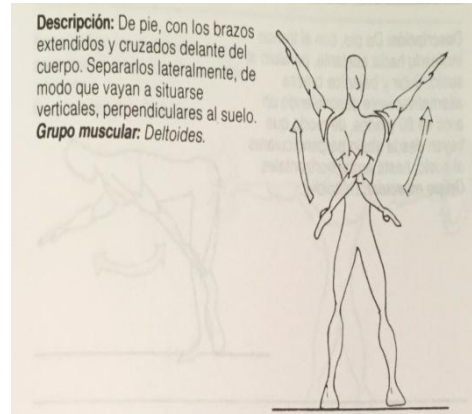 Descripción: De pie, con los brazos
extendidos y cruzados delante del
cuerpo. Separarlos lateralmente, de
modo que vayan a situarse
verticales, perpendiculares al suelo.
Grupo muscular: Deltoides.